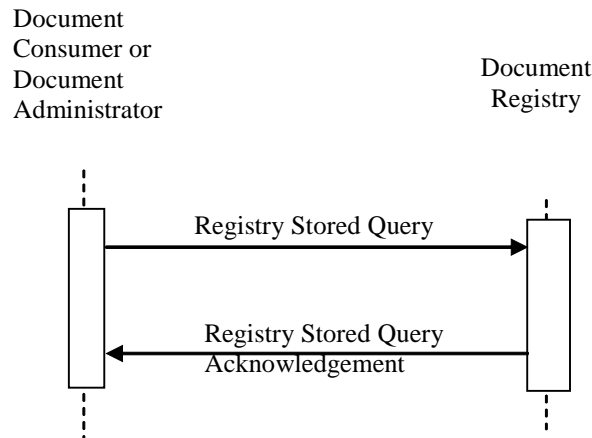 Document
Consumer or
Document
Administrator
Document
Registry
Registry Stored Query
Registry Stored Query
Acknowledgement